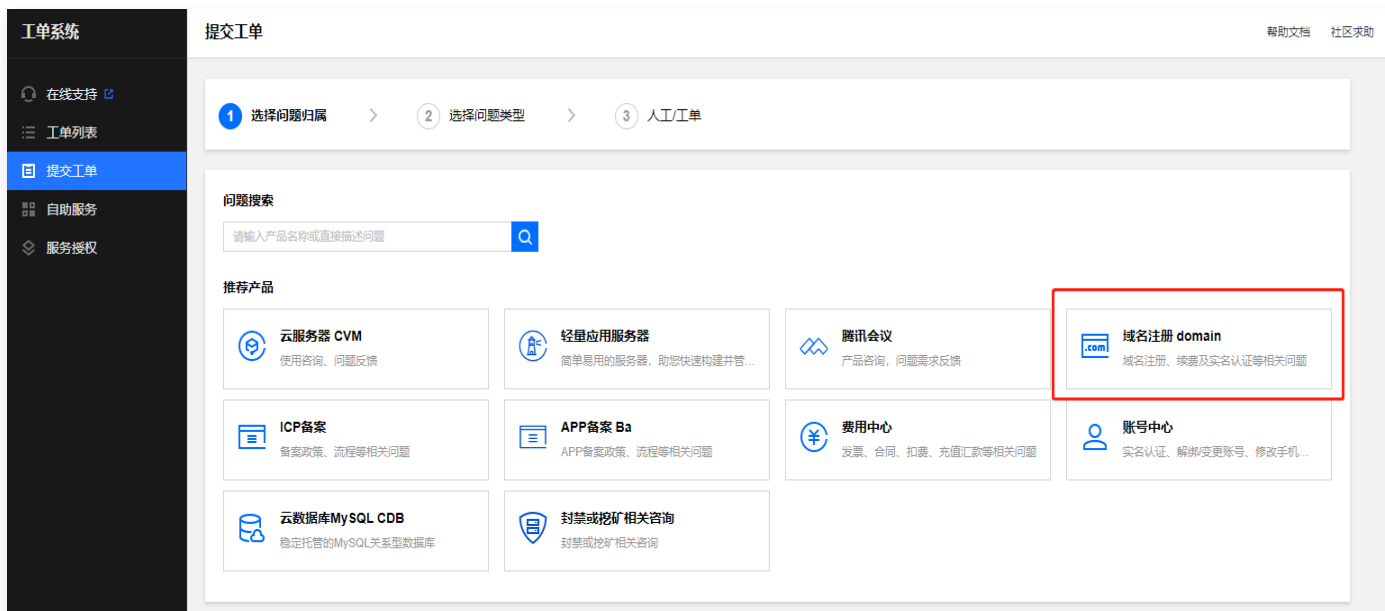 工单系统
提交工单
帮助文档 社区求助
在线支持
工单列表
提交工单
自助服务
服务授权
1 选择问题归属 2 选择问题类型 3 人工/工单
问题搜索
请输入产品名称或直接描述问题
推荐产品
云服务器 CVM
使用咨询、问题反馈
轻量应用服务器
简单易用的服务器，助您快速构建并管...
腾讯会议
产品咨询，问题需求反馈
.com
域名注册 domain
域名注册、续费及实名认证等相关问题
ICP备案
备案政策、流程等相关问题
APP备案 Ba
APP备案政策、流程等相关问题
费用中心
发票、合同、扣费、充值汇款等相关问题
账号中心
实名认证、解绑/变更账号、修改手机...
云数据库MySQL CDB
稳定托管的MySQL关系型数据库
封禁或挖矿相关咨询
封禁或挖矿相关咨询